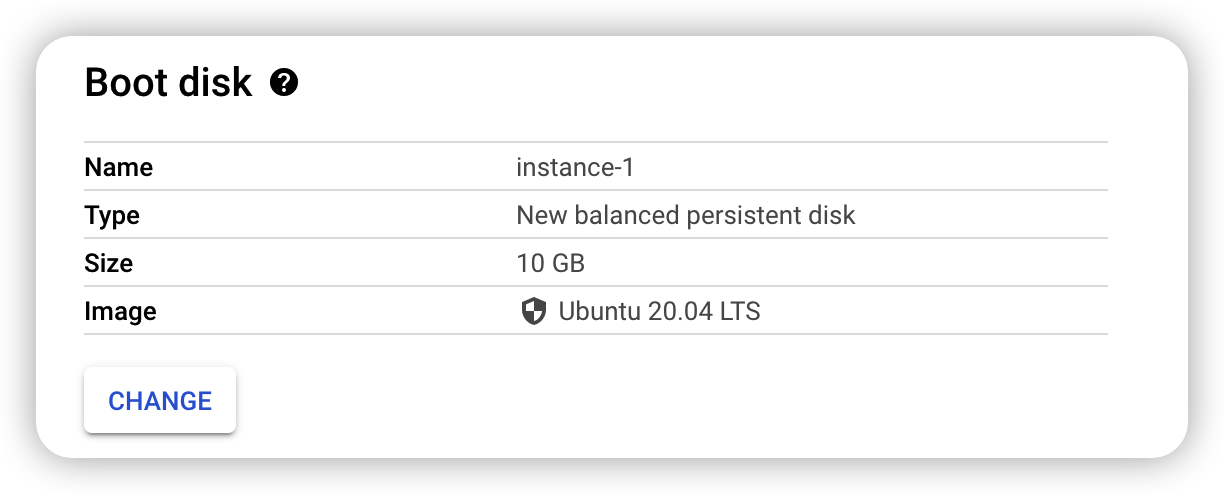 Boot disk ?
Name instance-1
Type New balanced persistent disk
Size 10 GB
Image Ubuntu 20.04 LTS
CHANGE